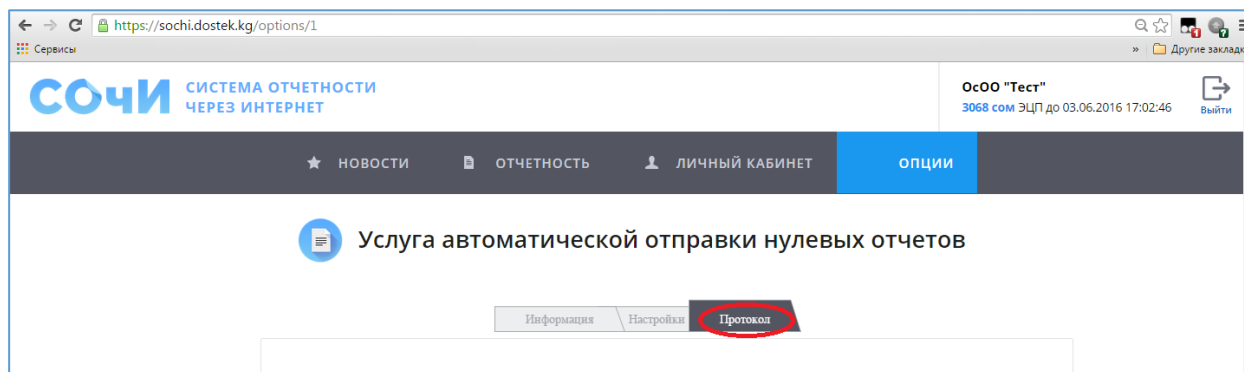 https://sochi.dostek.kg/options/1
Сервисы
» Другие заклад
СОчИ СИСТЕМА ОТЧЕТНОСТИ
ЧЕРЕЗ ИНТЕРНЕТ
ОсОО "Тест"
3068 сом ЭЦП до 03.06.2016 17:02:46
Выйти
НОВОСТИ ОТЧЕТНОСТЬ ЛИЧНЫЙ КАБИНЕТ ОПЦИИ
Услуга автоматической отправки нулевых отчетов
Информация Настройки Протокол